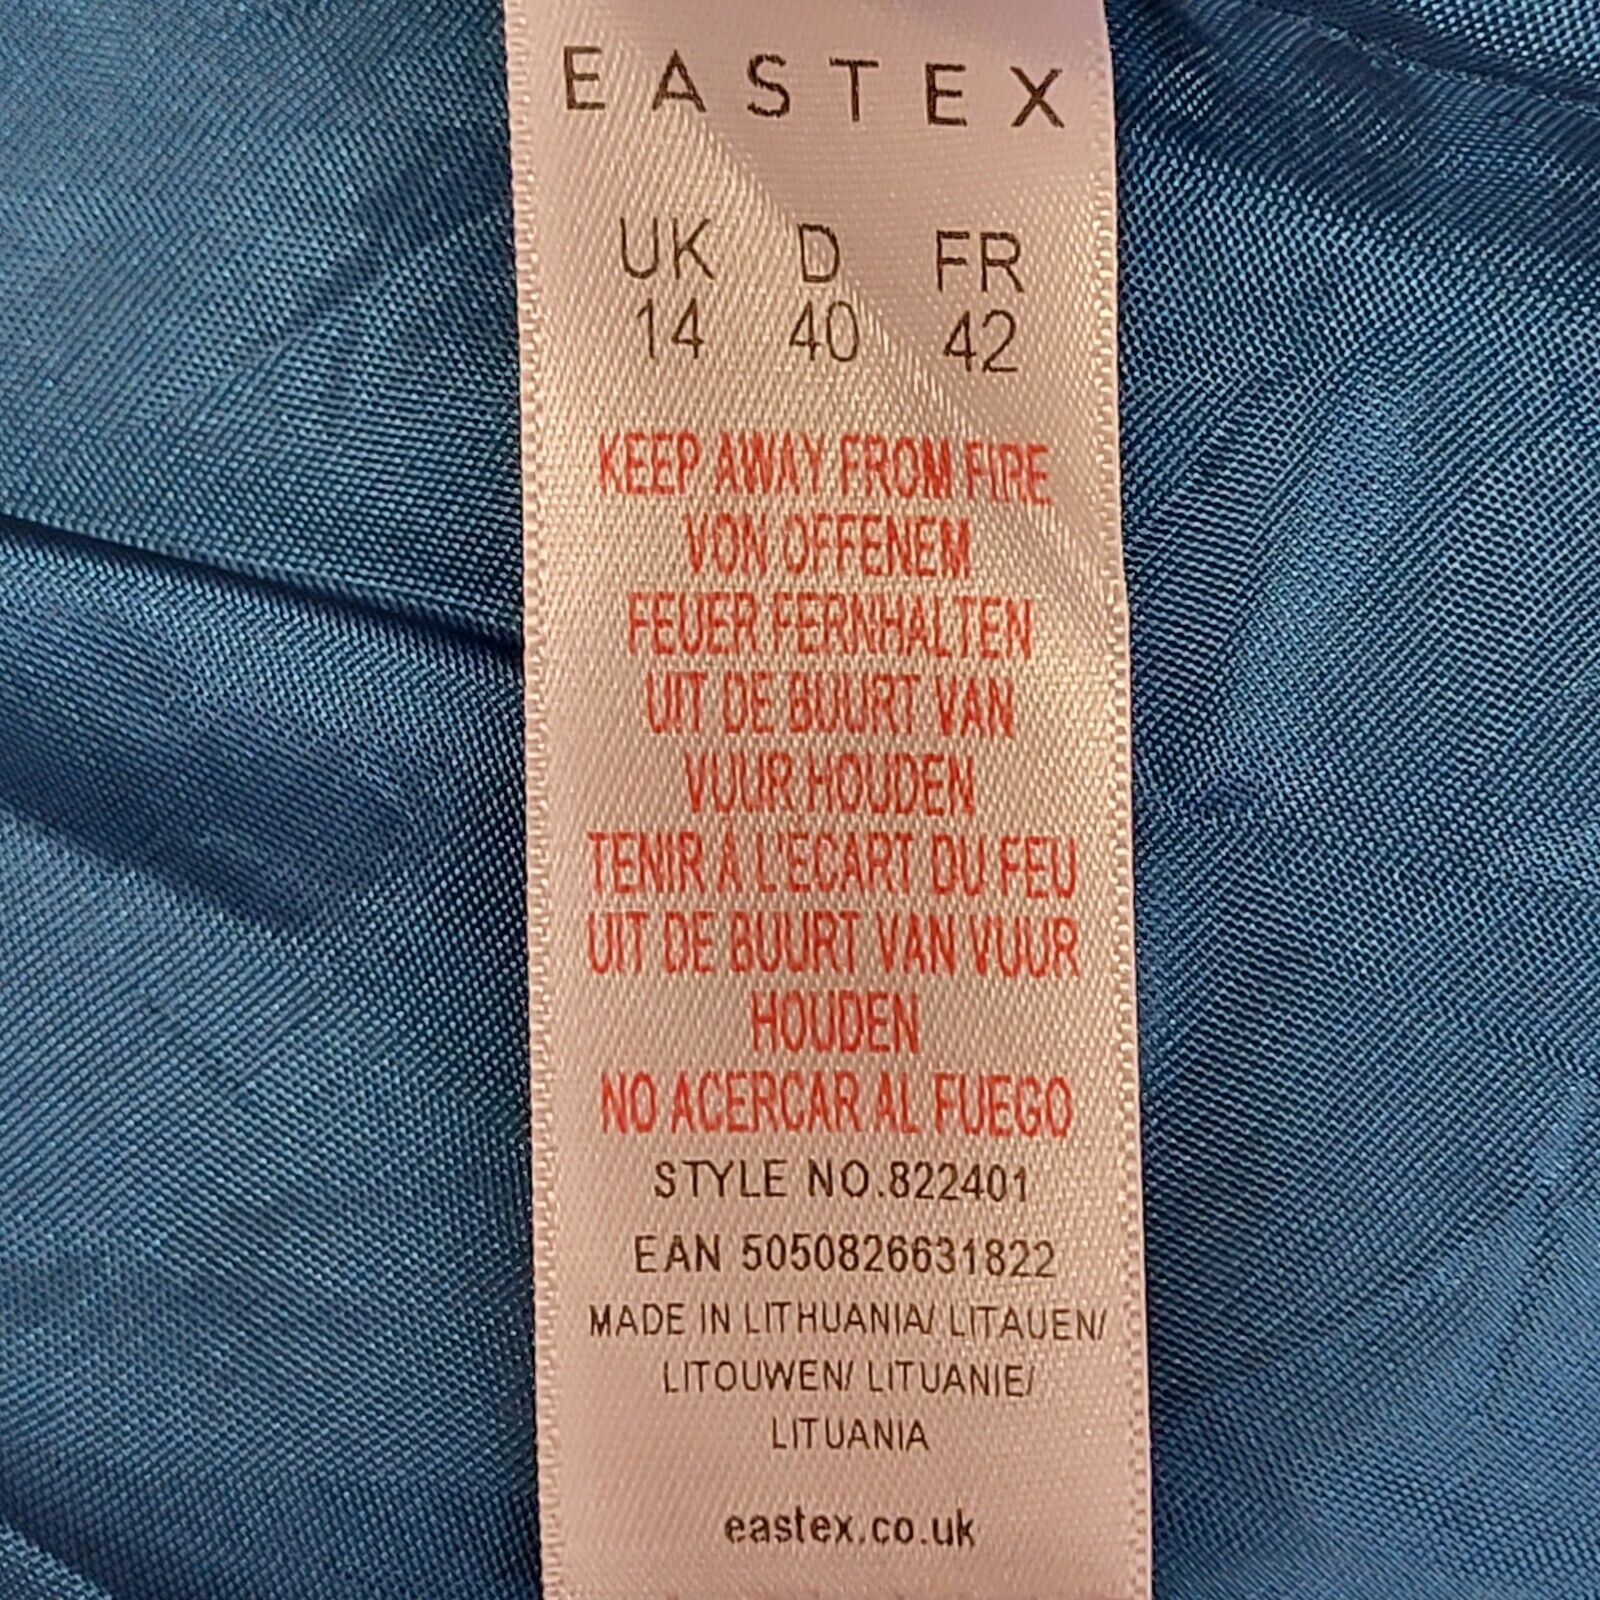 EASTEX
UK D FR
14 40 42
KEEP AWAY FROM FIRE
VON OFFENEM
FEUER FERNHALTEN
UIT DE BUURT VAN
VUUR HOUDEN
TENIR À L'ECART DU FEU
UIT DE BUURT VAN VUUR
HOUDEN
NO ACERCAR AL FUEGO
STYLE NO.822401
EAN 5050826631822
MADE IN LITHUANIA/ LITAUEN/
LITOUWEN/ LITUANIE/
LITUANIA
eastex.co.uk